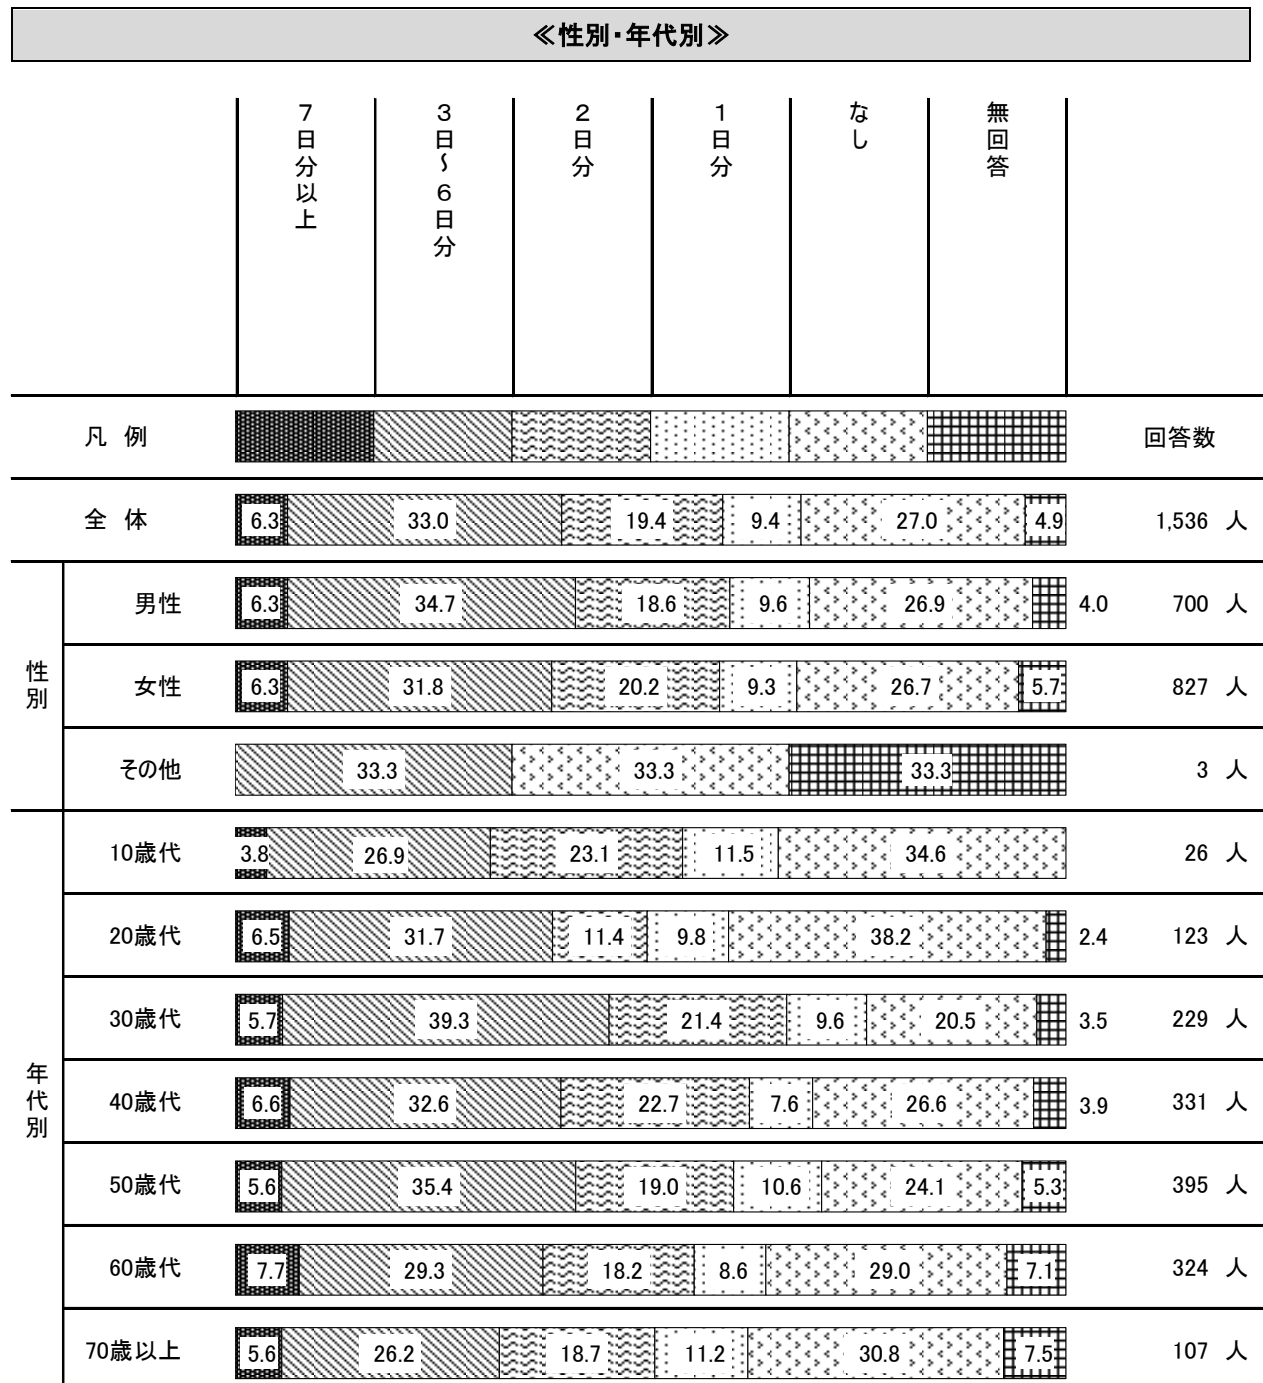 ≪性別・年代別≫
7日分以上
3日～6日分
2日分
1日分
なし
無回答
凡 例 回答数
全 体 6.3 33.0 19.4 9.4 27.0 4.9 1,536 人
性別
男性 6.3 34.7 18.6 9.6 26.9 4.0 700 人
女性 6.3 31.8 20.2 9.3 26.7 5.7 827 人
その他 33.3 33.3 33.3 3 人
年代別
10歳代 3.8 26.9 23.1 11.5 34.6 26 人
20歳代 6.5 31.7 11.4 9.8 38.2 2.4 123 人
30歳代 5.7 39.3 21.4 9.6 20.5 3.5 229 人
40歳代 6.6 32.6 22.7 7.6 26.6 3.9 331 人
50歳代 5.6 35.4 19.0 10.6 24.1 5.3 395 人
60歳代 7.7 29.3 18.2 8.6 29.0 7.1 324 人
70歳以上 5.6 26.2 18.7 11.2 30.8 7.5 107 人